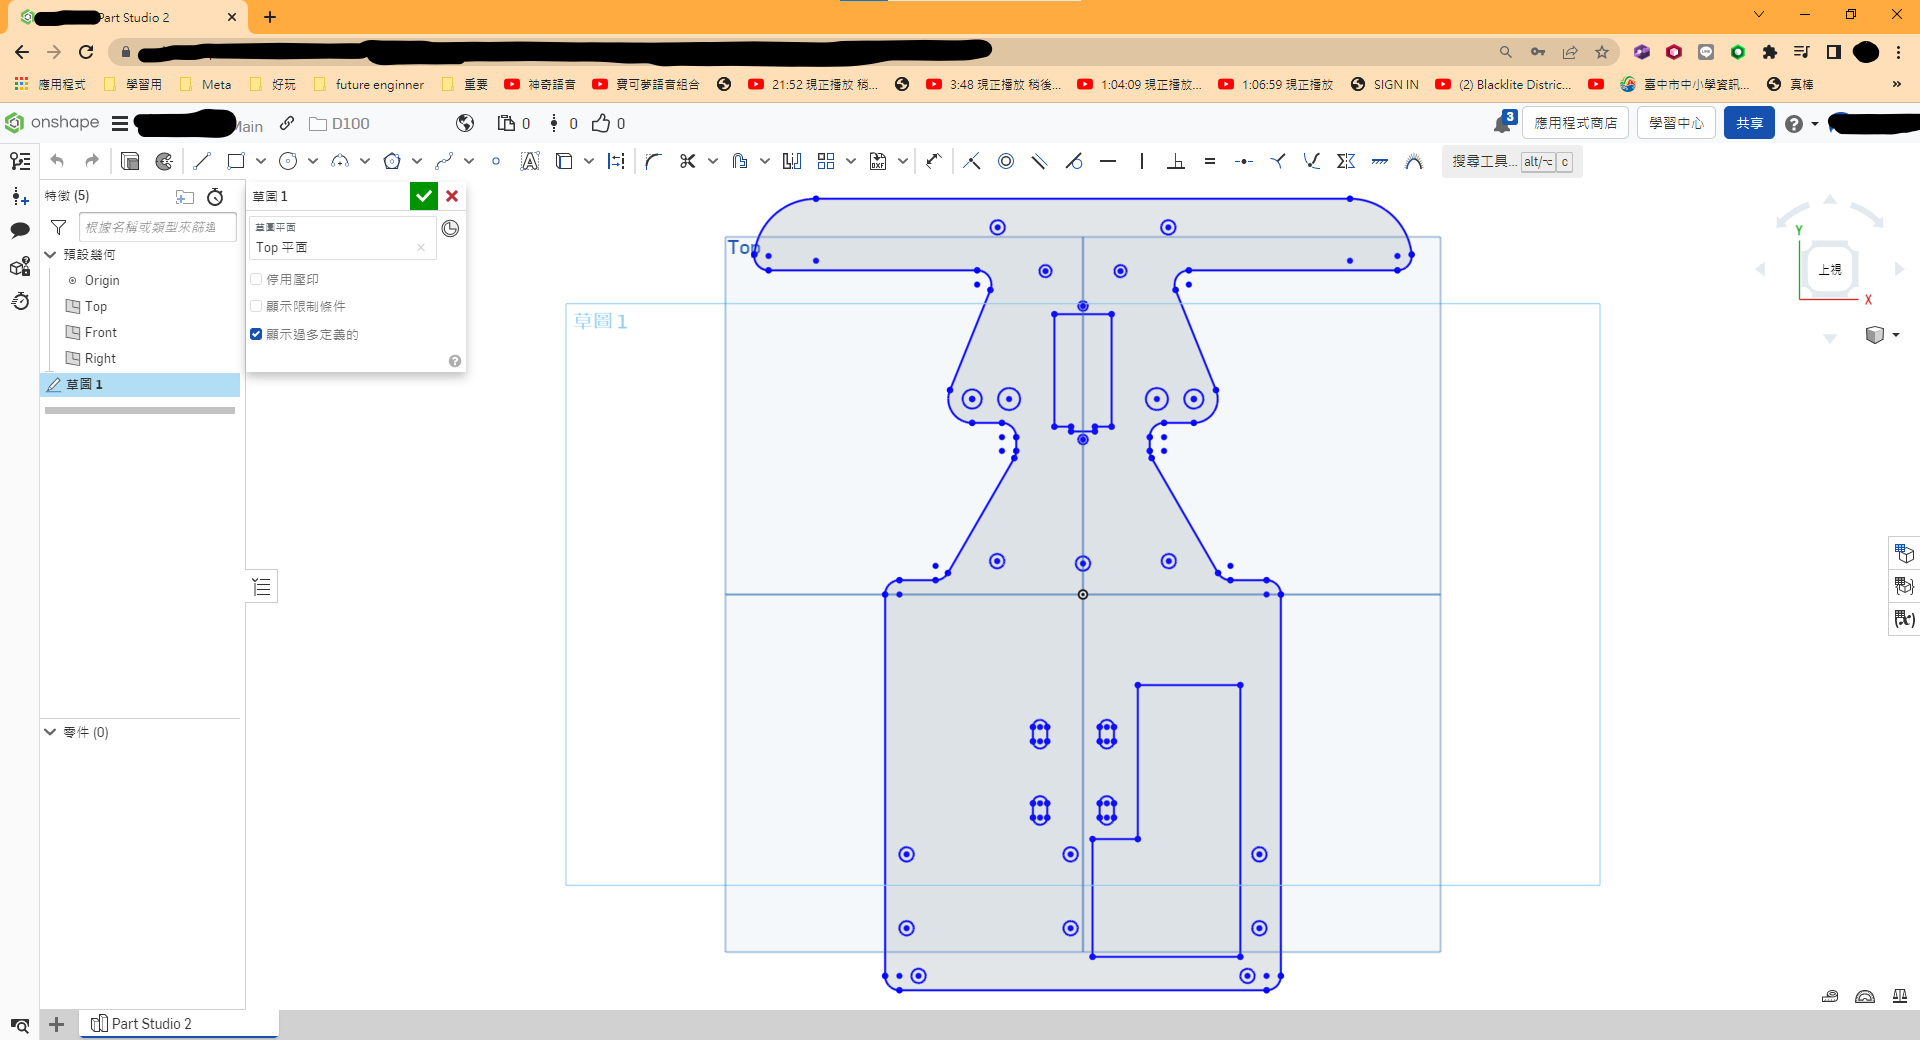 Part Studio 2
應用程式
學習用
Meta
好玩
future enginner
重要
神奇語音
寶可夢語音組合
21:52 現正播放 稍...
3:48 現正播放 稍後...
1:04:09 現正播放...
1:06:59 現正播放
SIGN IN
(2) Blacklite Distric...
臺中市中小學資訊...
真棒
»
onshape
Main
D100
0
0
0
3
應用程式商店
學習中心
共享
搜尋工具... alt/⌥ c
特徵 (5)
根據名稱或類型來篩選
預設幾何
Origin
Top
Front
Right
草圖 1
零件 (0)
草圖 1
草圖平面
Top 平面
停用壓印
顯示限制條件
顯示過多定義的
Top
草圖 1
Y
上視
X
Part Studio 2